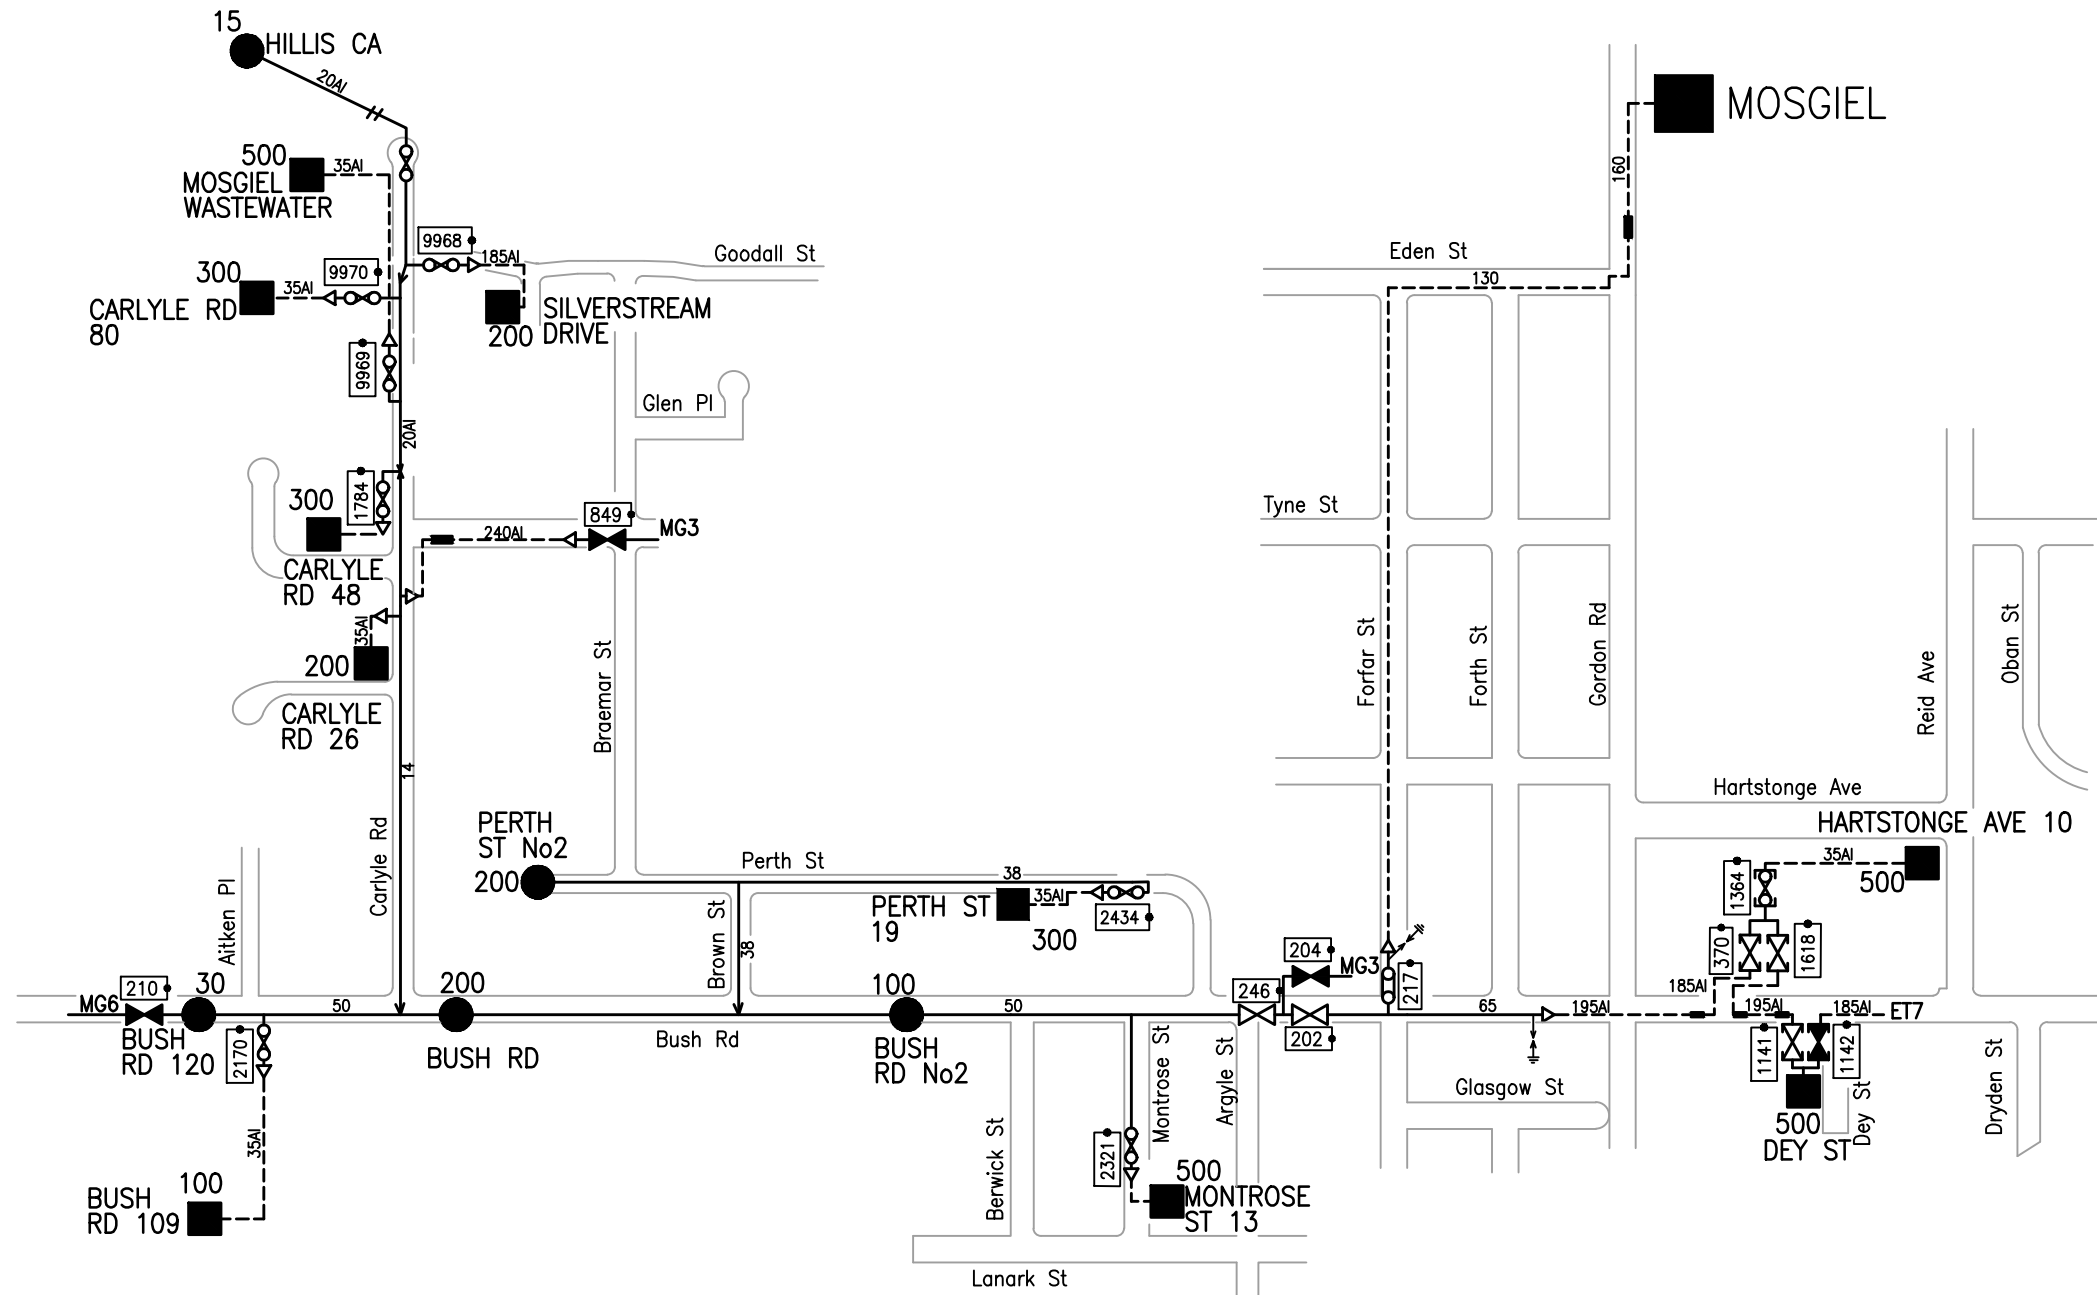 15
HILLIS CA
20Al
MOSGIEL
160
500
MOSGIEL
WASTEWATER
35Al
9968
185Al
Goodall St
Eden St
130
300
9970
35Al
CARLYLE RD
80
SILVERSTREAM
200 DRIVE
9969
Glen Pl
20Al
300
1784
849
MG3
240Al
Tyne St
CARLYLE
RD 48
35Al
200
CARLYLE
RD 26
Braemar St
Forfar St
Forth St
Gordon Rd
Reid Ave
Oban St
14
Hartstonge Ave
HARTSTONGE AVE 10
PERTH
ST No2
200
Carlyle Rd
Perth St
38
35Al
PERTH ST
19
300
2434
35Al
500
1364
Aitken Pl
Brown St
38
204
MG3
2217
370
1618
185Al
210
30
MG6
50
200
100
50
246
202
65
195Al
195Al
185Al
ET7
BUSH
RD 120
2170
BUSH RD
Bush Rd
BUSH
RD No2
Montrose St
Argyle St
1141
1142
Glasgow St
500
DEY ST
Dey St
Dryden St
35Al
Berwick St
2321
500
MONTROSE
ST 13
100
BUSH
RD 109
Lanark St